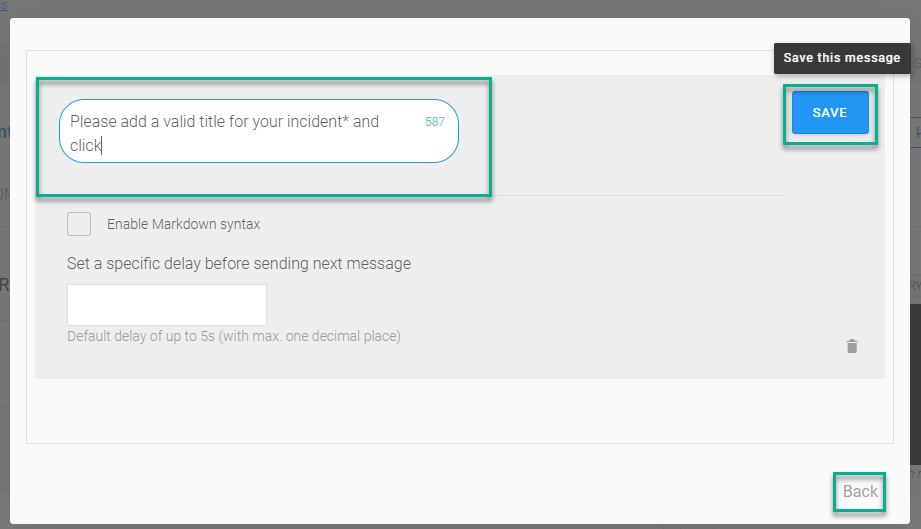 Save this message
Please add a valid title for your incident* and
587
click
SAVE
Enable Markdown syntax
Set a specific delay before sending next message
Default delay of up to 5s (with max. one decimal place)
Back